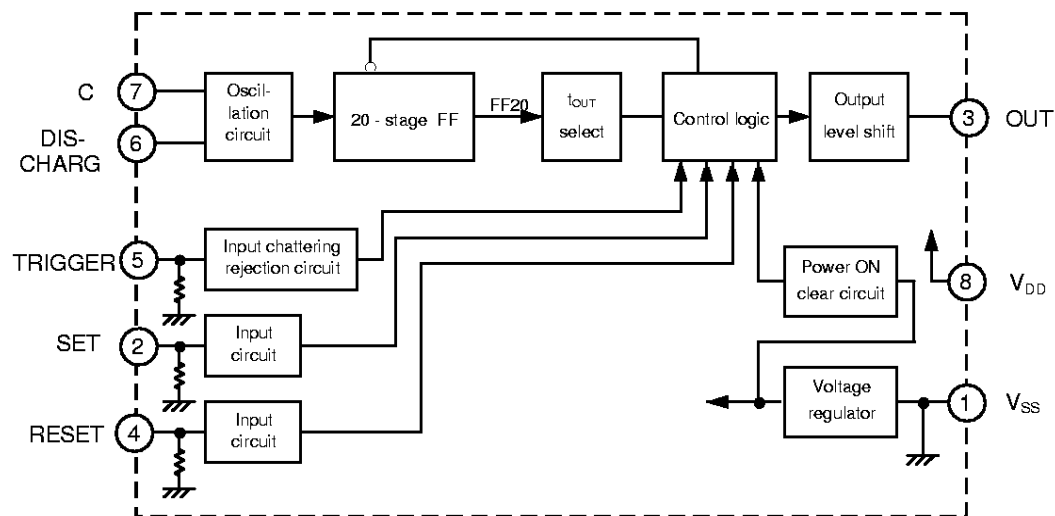 C
7
DIS-
CHARG
6
Oscil-
lation
circuit
20 - stage FF
FF20
tOUT
select
Control logic
Output
level shift
3
OUT
TRIGGER
5
Input chattering
rejection circuit
Power ON
clear circuit
8
VDD
SET
2
Input
circuit
Voltage
regulator
1
VSS
RESET
4
Input
circuit